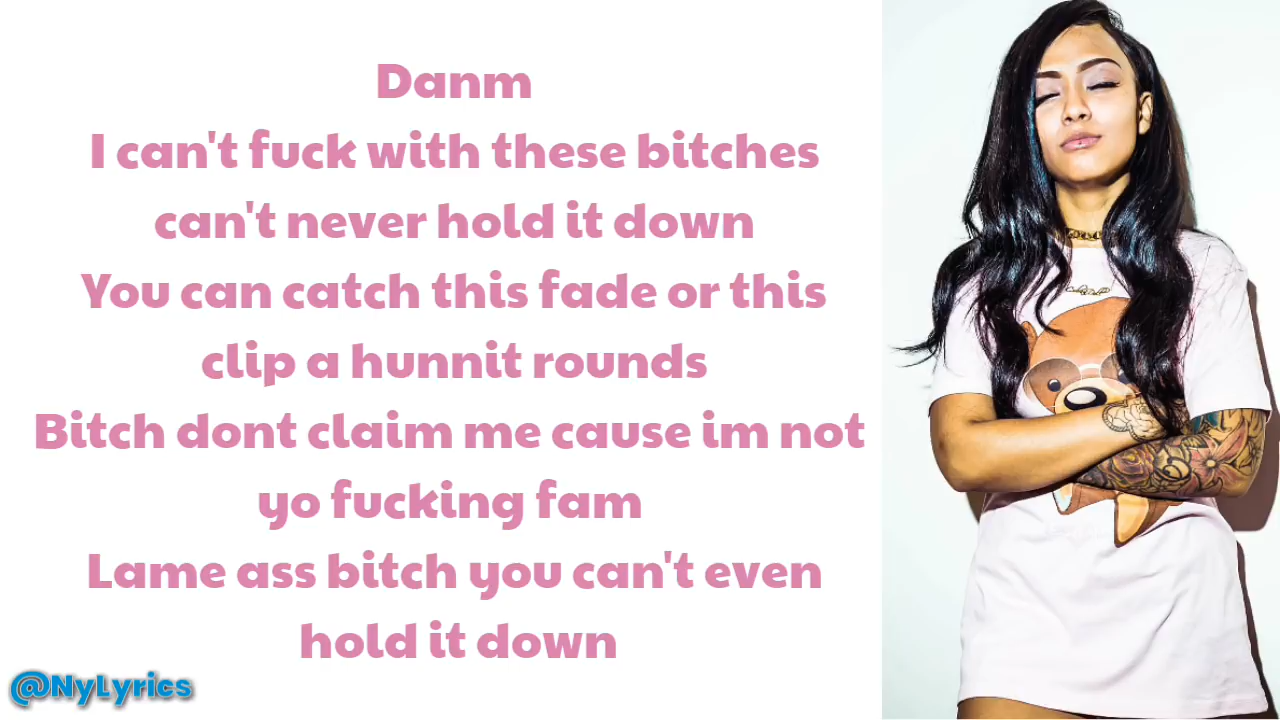 Danm
I can't fuck with these bitches
can't never hold it down
You can catch this fade or this
clip a hunnit rounds
Bitch dont claim me cause im not
yo fucking fam
Lame ass bitch you can't even
hold it down
@NyLyrics